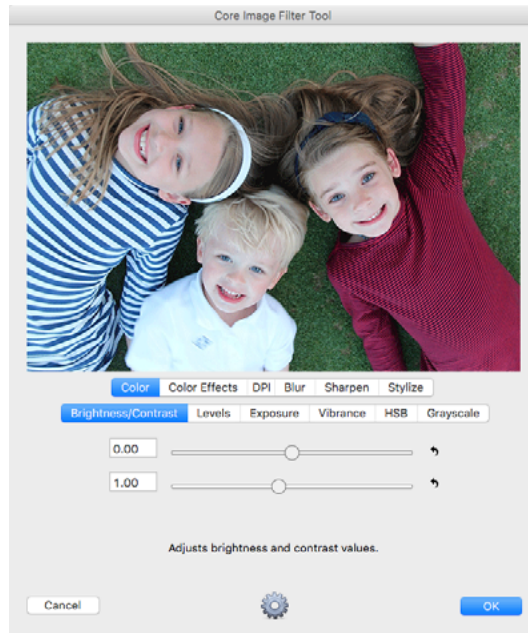 Core Image Filter Tool
Color Color Effects DPI Blur Sharpen Stylize
Brightness/Contrast Levels Exposure Vibrance HSB Grayscale
0.00
1.00
Adjusts brightness and contrast values.
Cancel OK